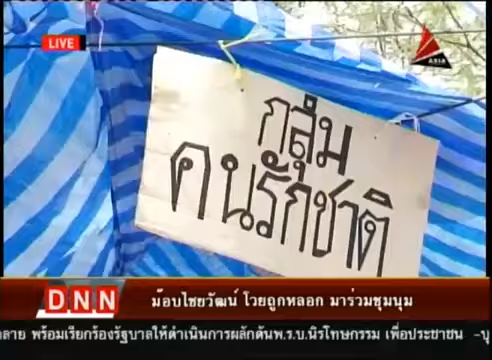 LIVE
ASIA
กลุ่ม
คนรักชาติ
DNN
ม็อบไชยวัฒน์ โวยถูกหลอก มาร่วมชุมนุม
ลาย พร้อมเรียกร้องรัฐบาลให้ดำเนินการผลักดันพ.ร.บ.นิรโทษกรรม เพื่อประชาชน -บุ